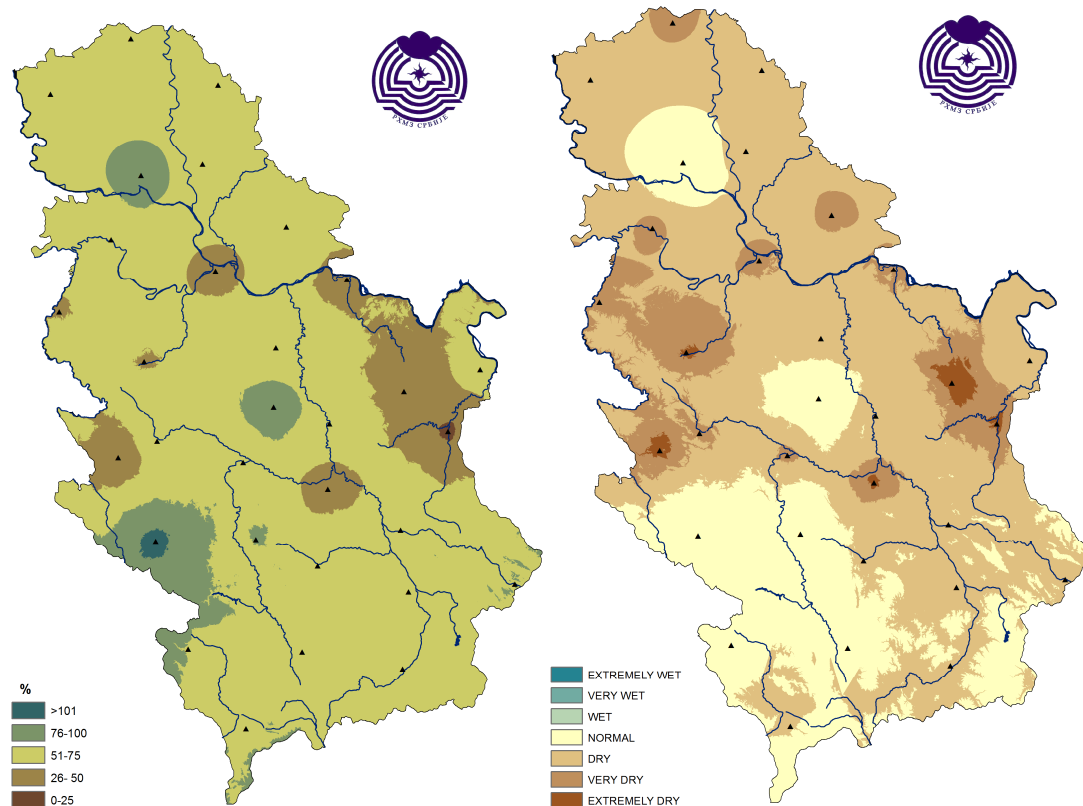 РХМЗ СРБИЈЕ
РХМЗ СРБИЈЕ
%
>101
76-100
51-75
26- 50
0-25
EXTREMELY WET
VERY WET
WET
NORMAL
DRY
VERY DRY
EXTREMELY DRY